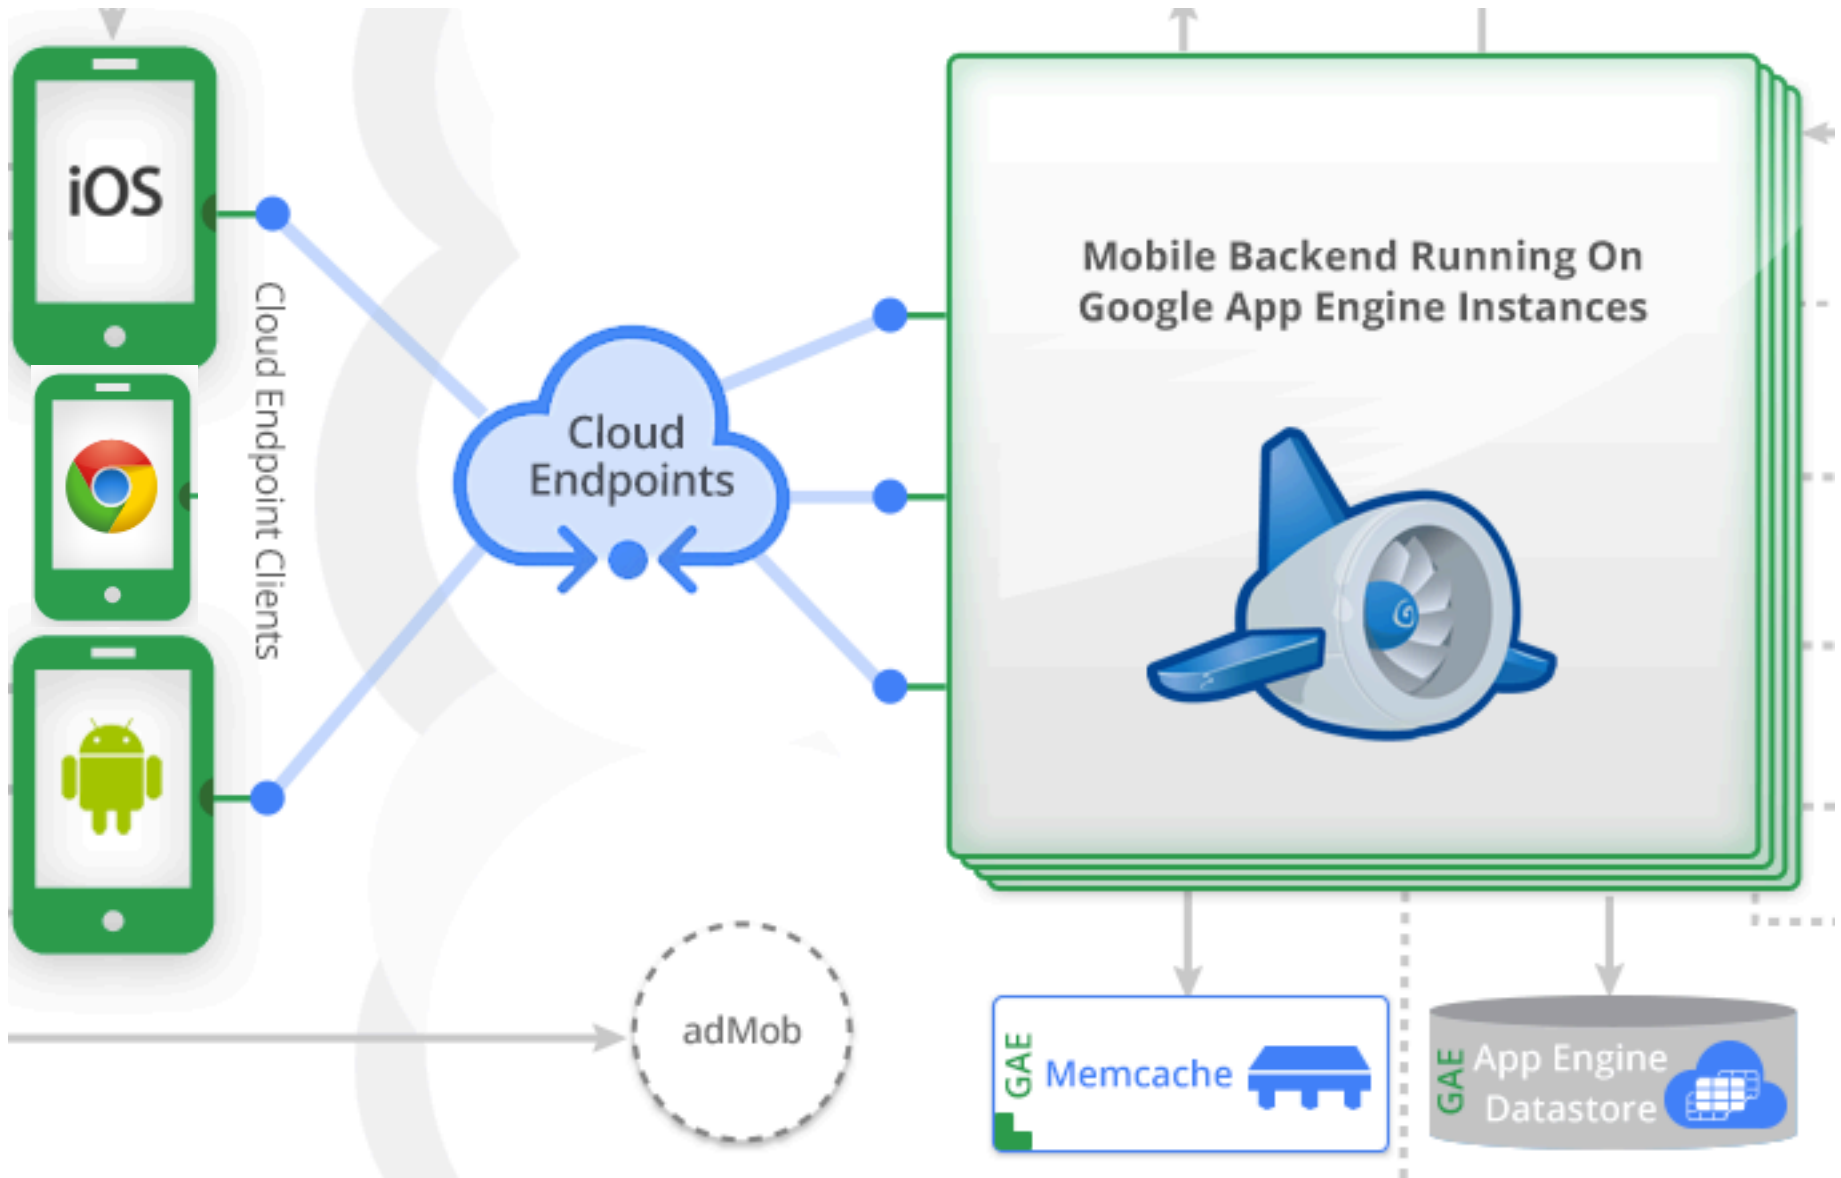 iOS
Cloud Endpoint Clients
Cloud
Endpoints
Mobile Backend Running On
Google App Engine Instances
adMob
GAE
Memcache
GAE
App Engine
Datastore